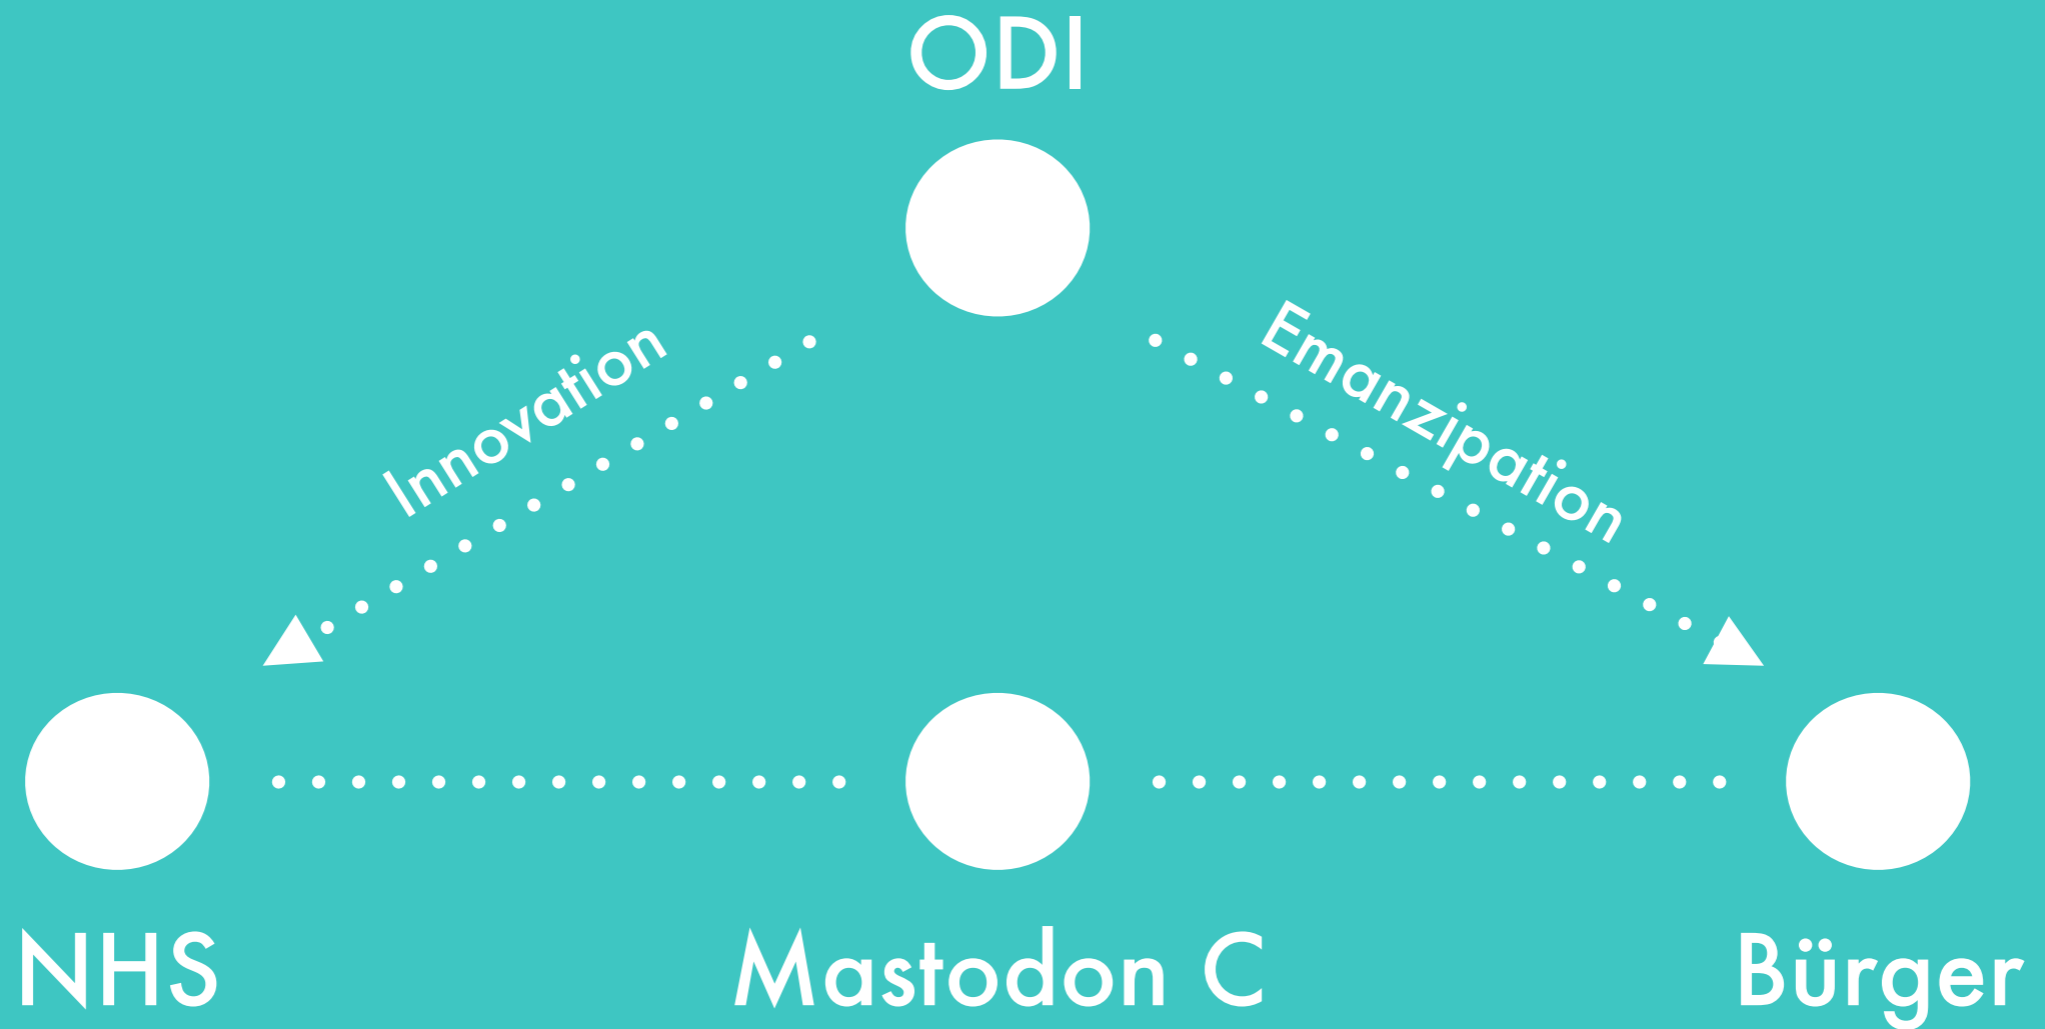 ODI
Innovation
Emanzipation
NHS
Mastodon C
Bürger